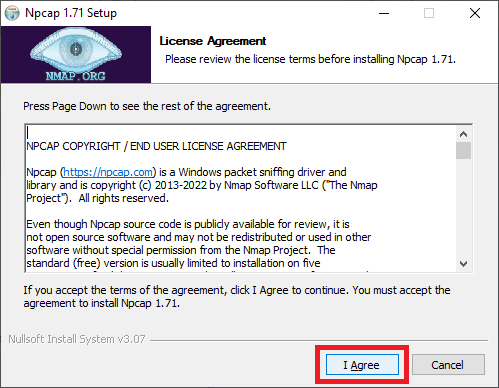 Npcap 1.71 Setup
NMAP.ORG
License Agreement
Please review the license terms before installing Npcap 1.71.
Press Page Down to see the rest of the agreement.
NPCAP COPYRIGHT / END USER LICENSE AGREEMENT
Npcap (https://npcap.com) is a Windows packet sniffing driver and
library and is copyright (c) 2013-2022 by Nmap Software LLC ("The Nmap
Project").  All rights reserved.
Even though Npcap source code is publicly available for review, it is
not open source software and may not be redistributed or used in other
software without special permission from the Nmap Project.  The
standard (free) version is usually limited to installation on five
If you accept the terms of the agreement, click I Agree to continue. You must accept the
agreement to install Npcap 1.71.
Nullsoft Install System v3.07
I Agree
Cancel